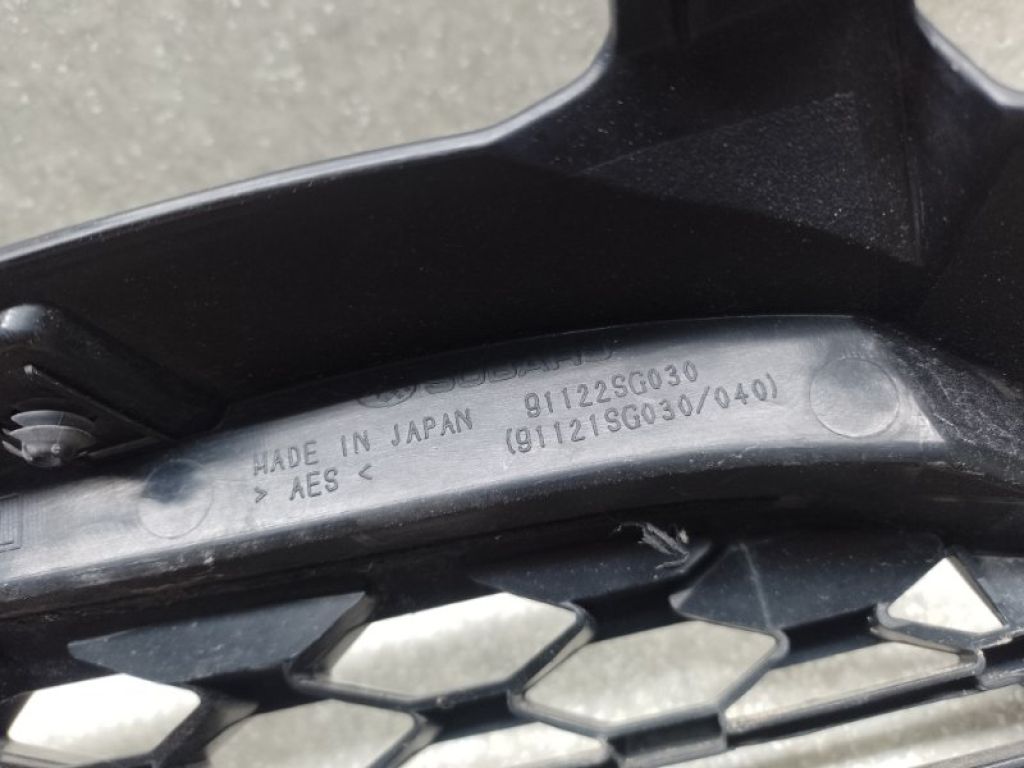 SUBARU
MADE IN JAPAN 91122SG030
> AES < (91121SG030/040)